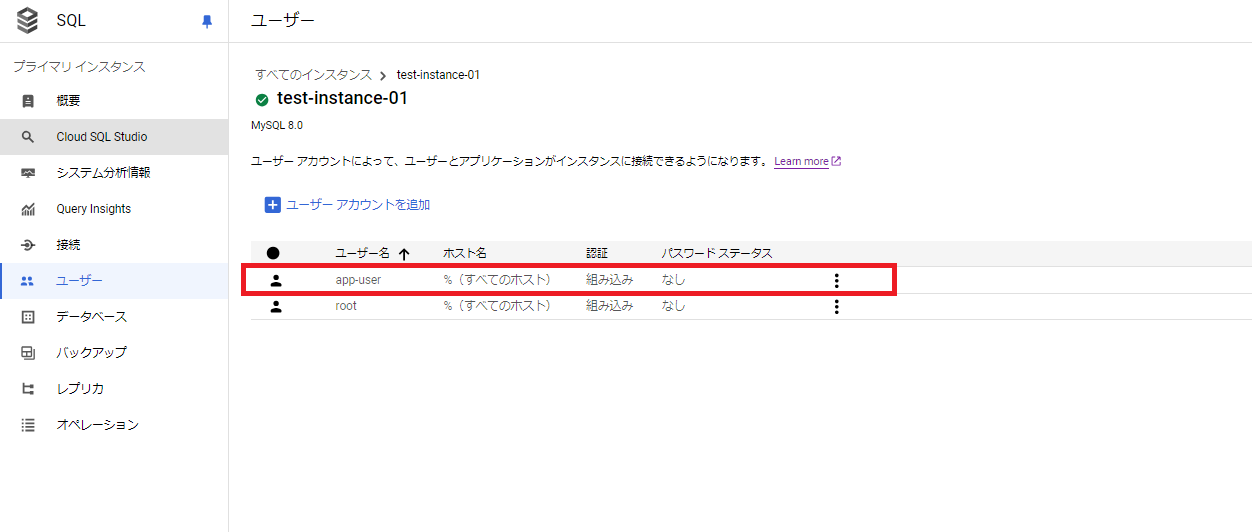 SQL
ユーザー
プライマリ インスタンス
概要
Cloud SQL Studio
システム分析情報
Query Insights
接続
ユーザー
データベース
バックアップ
レプリカ
オペレーション
すべてのインスタンス > test-instance-01
test-instance-01
MySQL 8.0
ユーザー アカウントによって、ユーザーとアプリケーションがインスタンスに接続できるようになります。 Learn more
ユーザー アカウントを追加
ユーザー名 ↑ ホスト名 認証 パスワード ステータス
app-user %（すべてのホスト） 組み込み なし
root %（すべてのホスト） 組み込み なし